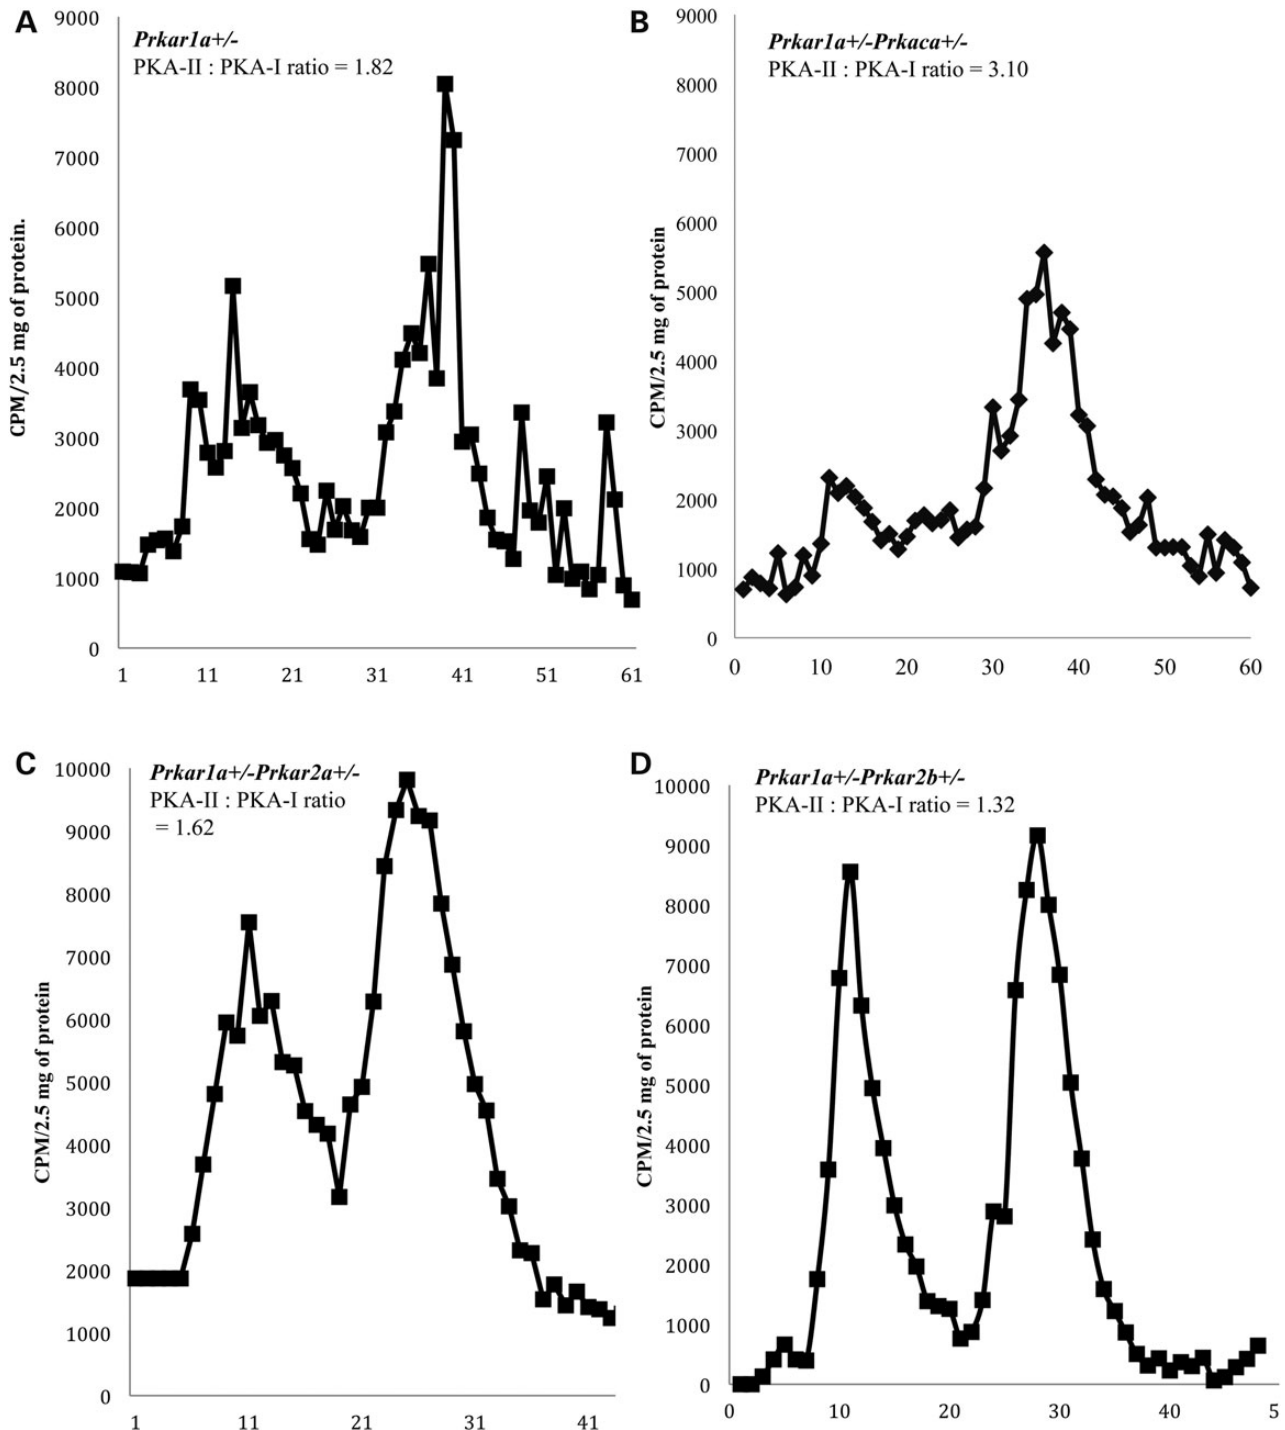 A
Prkar1a+/-
PKA-II : PKA-I ratio = 1.82
CPM/2.5 mg of protein.
9000
8000
7000
6000
5000
4000
3000
2000
1000
0
1 11 21 31 41 51 61
B
Prkar1a+/-Prkaca+/-
PKA-II : PKA-I ratio = 3.10
CPM/2.5 mg of protein
9000
8000
7000
6000
5000
4000
3000
2000
1000
0
0 10 20 30 40 50 60
C
Prkar1a+/-Prkar2a+/-
PKA-II : PKA-I ratio
= 1.62
CPM/2.5 mg of protein
10000
9000
8000
7000
6000
5000
4000
3000
2000
1000
0
1 11 21 31 41
D
Prkar1a+/-Prkar2b+/-
PKA-II : PKA-I ratio = 1.32
CPM/2.5 mg of protein
10000
9000
8000
7000
6000
5000
4000
3000
2000
1000
0
0 10 20 30 40 5